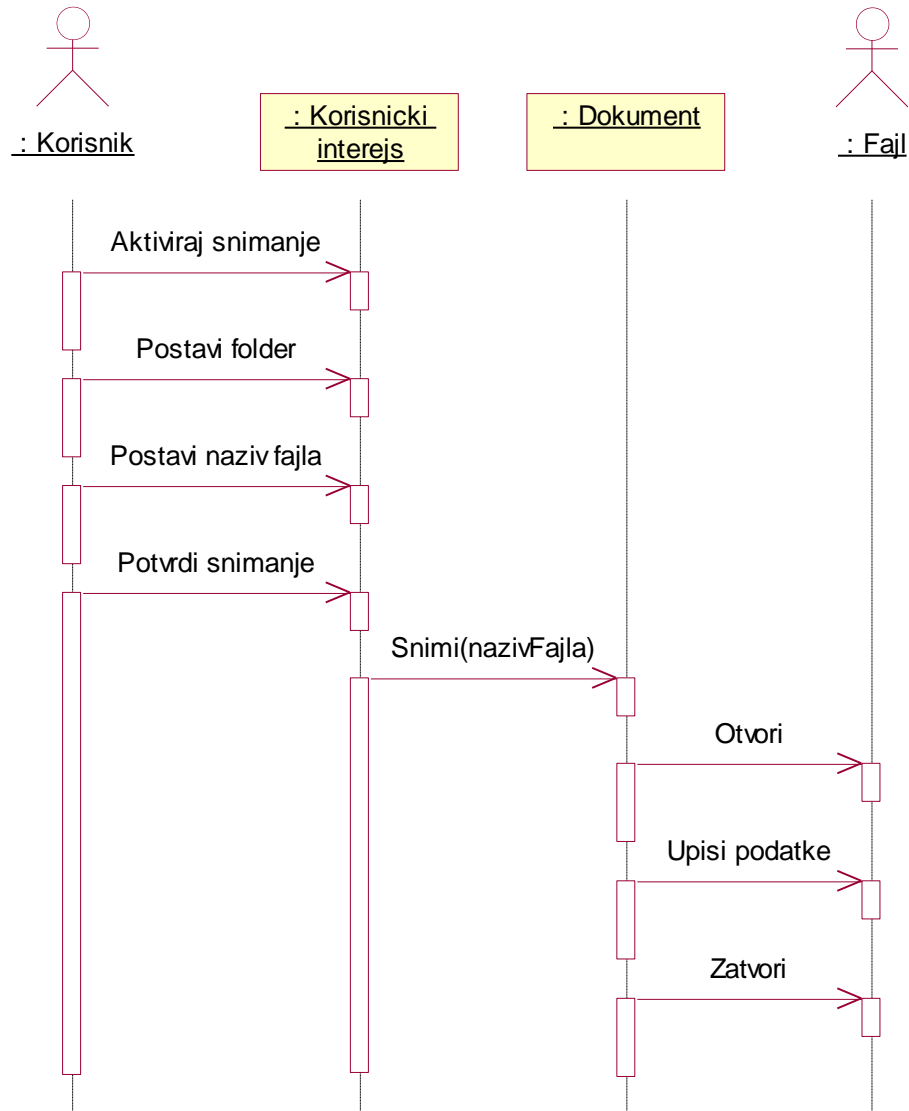 : Korisnik
: Korisnicki
interejs
: Dokument
: Fajl
Aktiviraj snimanje
Postavi folder
Postavi naziv fajla
Potvrdi snimanje
Snimi(nazivFajla)
Otvori
Upisi podatke
Zatvori